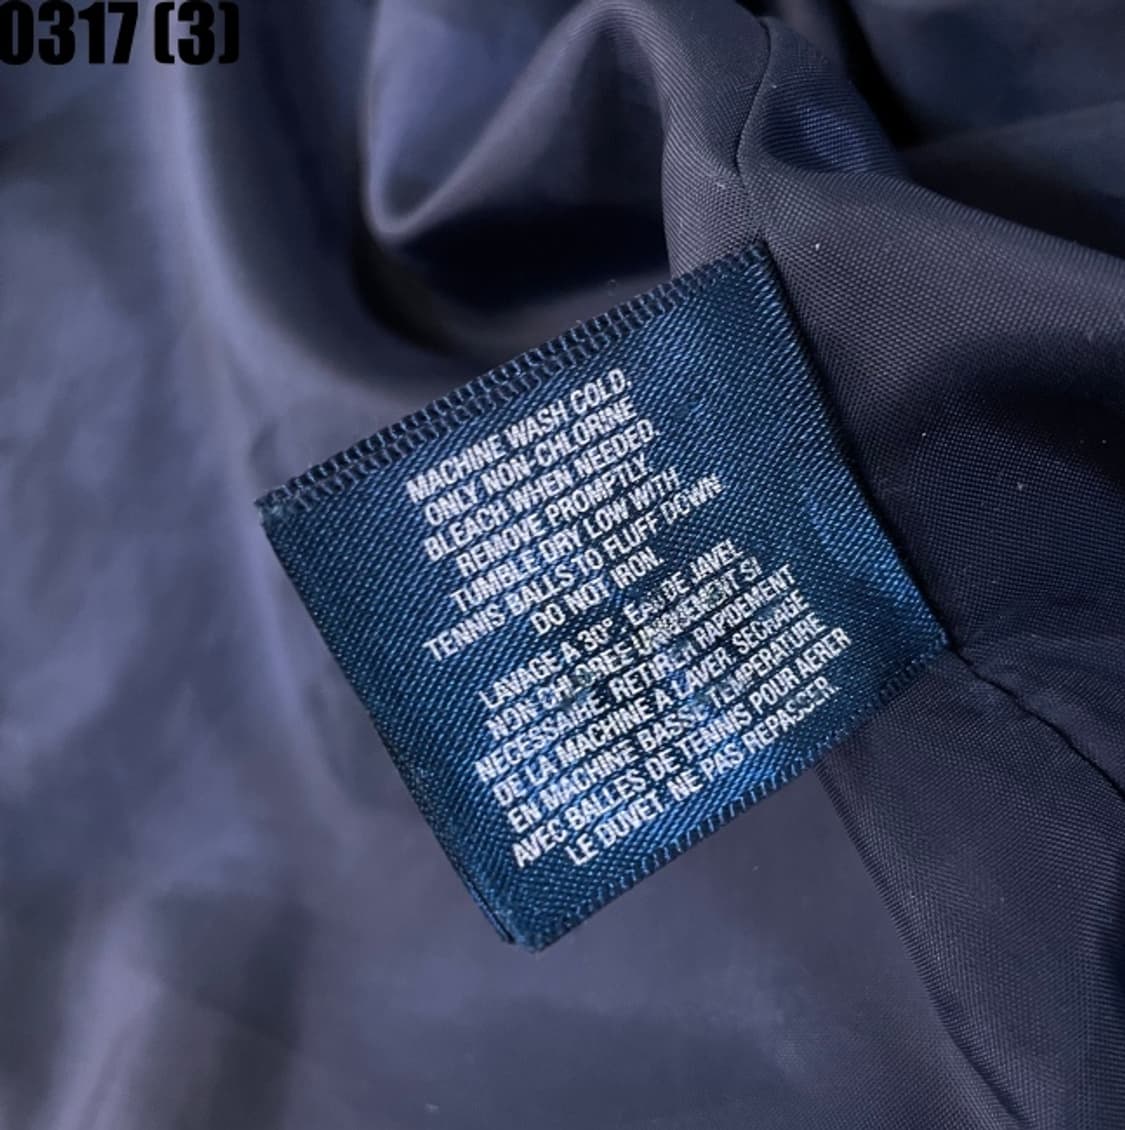 0317 (3)
MACHINE WASH COLD.
ONLY NON-CHLORINE
BLEACH WHEN NEEDED.
REMOVE PROMPTLY.
TUMBLE DRY LOW WITH
TENNIS BALLS TO FLUFF DOWN
DO NOT IRON.
LAVAGE A 30° EAU DE JAVEL
NON CHLOREE UNIQUEMENT SI
NECESSAIRE. RETIRER RAPIDEMENT
DE LA MACHINE A LAVER. SECHAGE
EN MACHINE BASSE TEMPERATURE
AVEC BALLES DE TENNIS POUR AERER
LE DUVET NE PAS REPASSER.